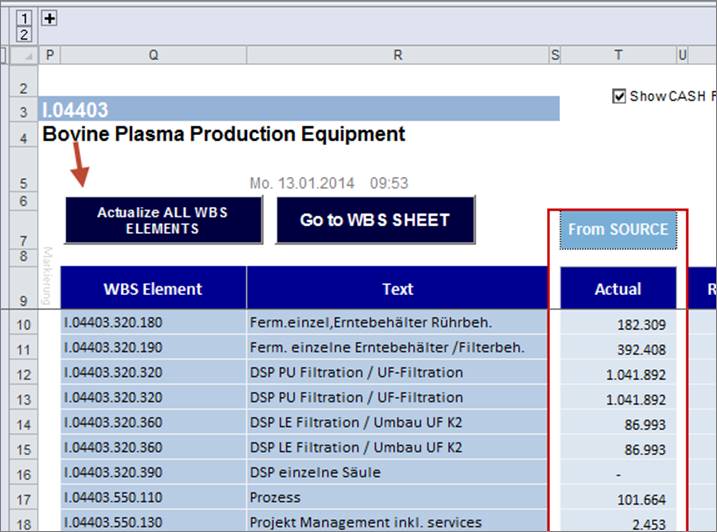 1
2
P Q R S T U
2
Show CASH F
3 I.04403
4 Bovine Plasma Production Equipment
5 Mo. 13.01.2014 09:53
6
Actualize ALL WBS
ELEMENTS
Go to WBS SHEET
From SOURCE
7
8
Markierung
9 WBS Element Text Actual R
10 I.04403.320.180 Ferm.einzel,Erntebehälter Rührbeh. 182.309
11 I.04403.320.190 Ferm. einzelne Erntebehälter /Filterbeh. 392.408
12 I.04403.320.320 DSP PU Filtration / UF-Filtration 1.041.892
13 I.04403.320.320 DSP PU Filtration / UF-Filtration 1.041.892
14 I.04403.320.360 DSP LE Filtration / Umbau UF K2 86.993
15 I.04403.320.360 DSP LE Filtration / Umbau UF K2 86.993
16 I.04403.320.390 DSP einzelne Säule -
17 I.04403.550.110 Prozess 101.664
18 I.04403.550.130 Projekt Management inkl. services 2.453